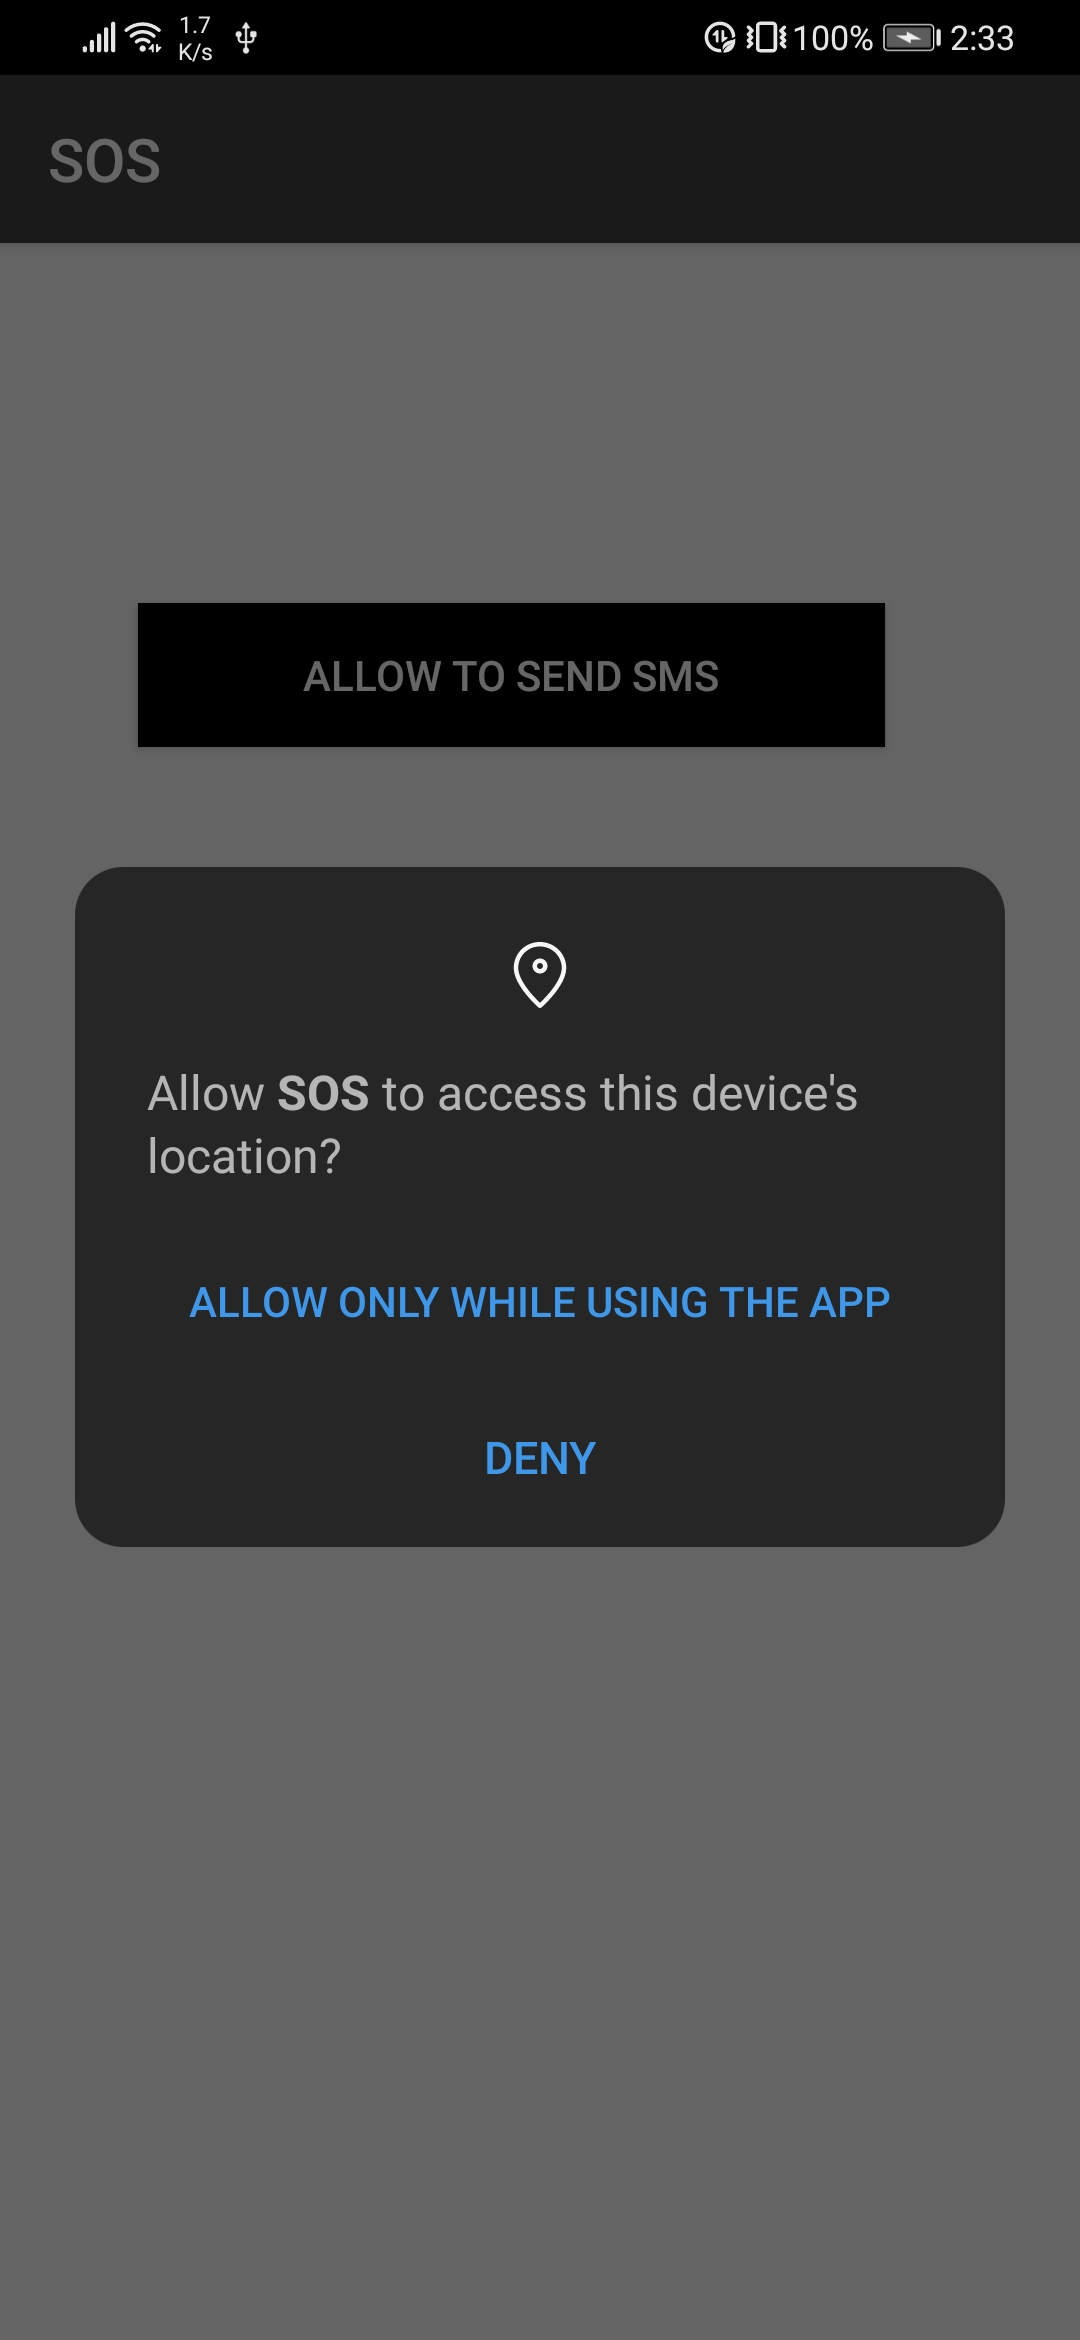 1.7
K/s
100% 2:33
SOS
ALLOW TO SEND SMS
Allow SOS to access this device's
location?
ALLOW ONLY WHILE USING THE APP
DENY